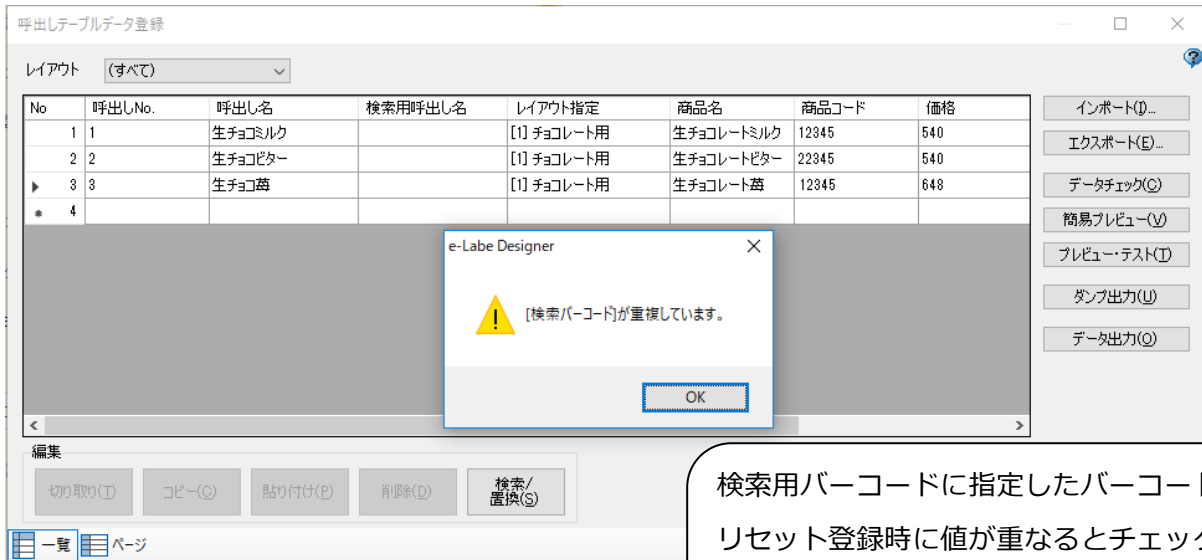 呼出しテーブルデータ登録
レイアウト (すべて)
No 呼出しNo. 呼出し名 検索用呼出し名 レイアウト指定 商品名 商品コード 価格
1 1 生チョコミルク [1] チョコレート用 生チョコレートミルク 12345 540
2 2 生チョコビター [1] チョコレート用 生チョコレートビター 22345 540
3 3 生チョコ苺 [1] チョコレート用 生チョコレート苺 12345 648
4
インポート(I)...
エクスポート(E)...
データチェック(C)
簡易プレビュー(V)
プレビュー・テスト(T)
ダンプ出力(U)
データ出力(O)
e-Labe Designer
[検索バーコード]が重複しています。
OK
編集
切り取り(T) コピー(C) 貼り付け(P) 削除(D) 検索/
置換(S)
一覧 ページ
検索用バーコードに指定したバーコード
リセット登録時に値が重なるとチェック